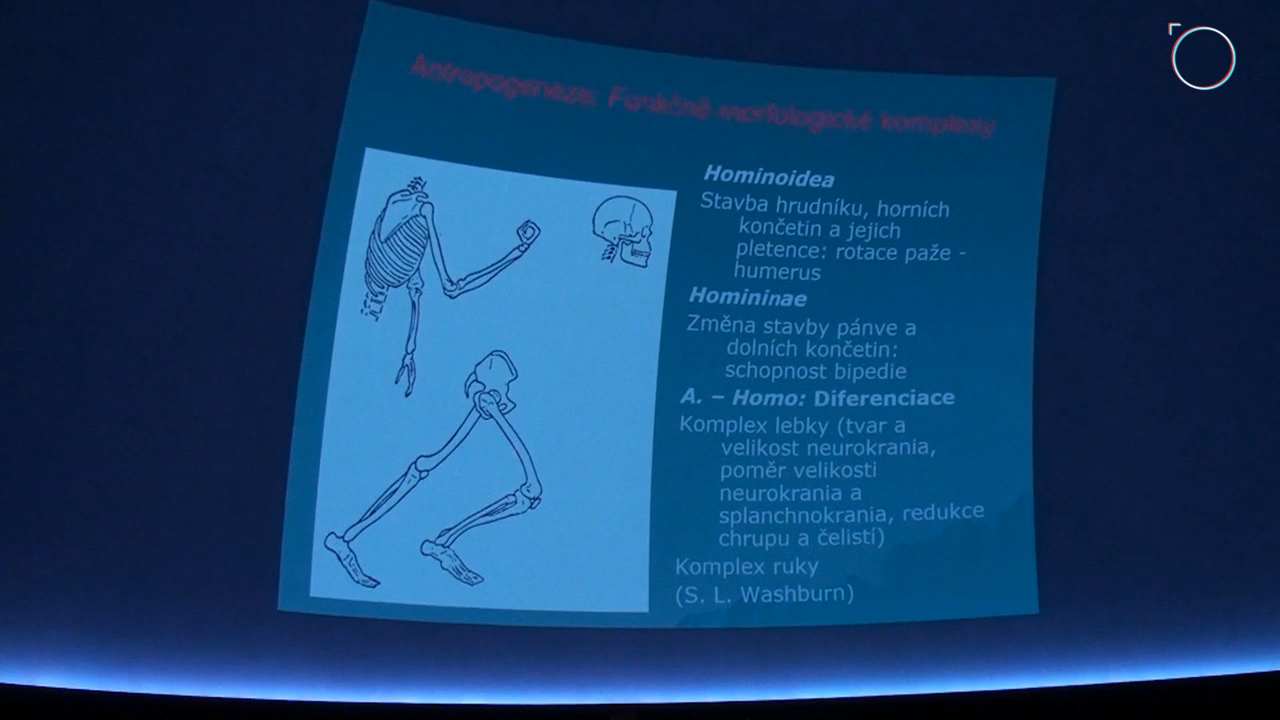 Antropogeneze: Funkčně morfologické komplexy
Hominoidea
Stavba hrudníku, horních
končetin a jejich
pletence: rotace paže -
humerus
Homininae
Změna stavby pánve a
dolních končetin:
schopnost bipedie
A. – Homo: Diferenciace
Komplex lebky (tvar a
velikost neurokrania,
poměr velikosti
neurokrania a
splanchnokrania, redukce
chrupu a čelistí)
Komplex ruky
(S. L. Washburn)